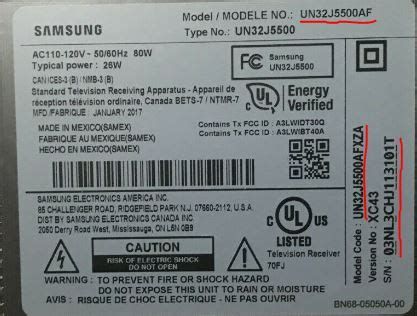 Model / MODELE NO.: UN32J5500AF
SAMSUNG
Type No.: UN32J5500
AC110-120V~ 50/60Hz 80W
Typical power : 26W
FC Samsung
UN32J5500
CAN ICES-3 (B) / NMB-3 (B)
Standard Television Receiving Apparatus - Appareil de
réception télévision ordinaire, Canada BETS-7 / NTMR-7
MFD/FABRIQUE : JANUARY 2017
UL
Energy
Verified
MADE IN MEXICO(SAMEX)
FABRIQUE AU MEXIQUE (SAMEX)
HECHO EN MEXICO(SAMEX)
Contains Tx FCC ID : A3LWIDT30Q
Contains Tx FCC ID : A3LWIBT40A
SAMSUNG ELECTRONICS AMERICA INC.
85 CHALLENGER ROAD, RIDGEFIELD PARK N.J. 07660-2112, U.S.
DIST BY SAMSUNG ELECTRONICS CANADA INC.
2050 Derry Road West, Mississauga, ON L5N 0B9
c UL US
LISTED
Television Receiver
70FJ
CAUTION
RISK OF ELECTRIC SHOCK
DO NOT OPEN
WARNING : TO PREVENT FIRE OR SHOCK HAZARD
DO NOT EXPOSE THIS UNIT TO RAIN OR MOISTURE
RISQUE DE CHOC ELECTRIQUE - NE PAS OUVRIR
Model Code : UN32J5500AFXZA
Version No : XC43
S/N : 03NL3CHJ113101T
BN68-05050A-00